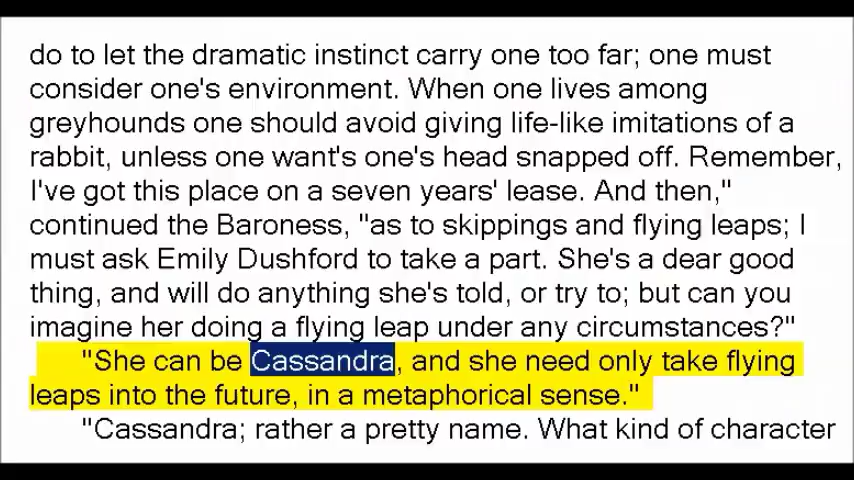 do to let the dramatic instinct carry one too far; one must
consider one's environment. When one lives among
greyhounds one should avoid giving life-like imitations of a
rabbit, unless one want's one's head snapped off. Remember,
I've got this place on a seven years' lease. And then,"
continued the Baroness, "as to skippings and flying leaps; I
must ask Emily Dushford to take a part. She's a dear good
thing, and will do anything she's told, or try to; but can you
imagine her doing a flying leap under any circumstances?"
"She can be Cassandra, and she need only take flying
leaps into the future, in a metaphorical sense."
"Cassandra; rather a pretty name. What kind of character